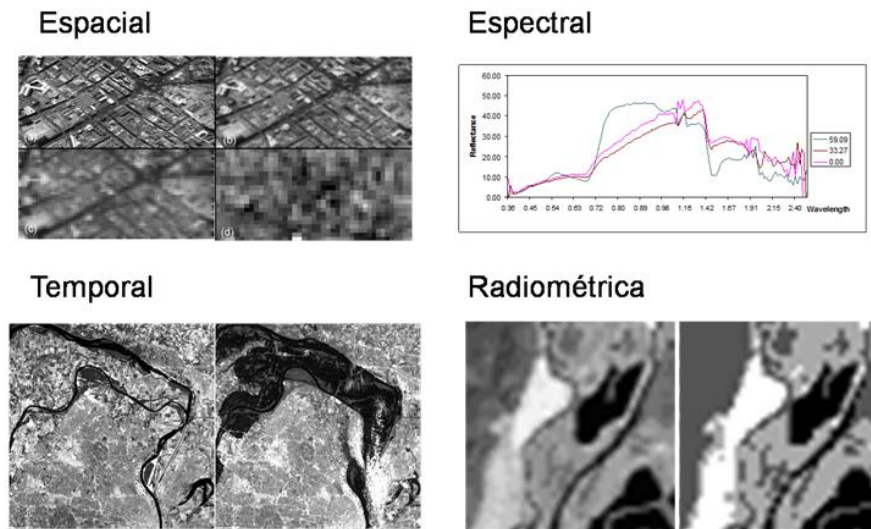 Espacial
Espectral
(a)
(b)
(c)
(d)
60.00
50.00
40.00
30.00
20.00
10.00
0.00
Reflectance
0.36 0.45 0.54 0.63 0.72 0.80 0.89 0.98 1.16 1.42 1.67 1.91 2.16 2.40 Wavelength
59.09
33.27
0.00
Temporal
Radiométrica